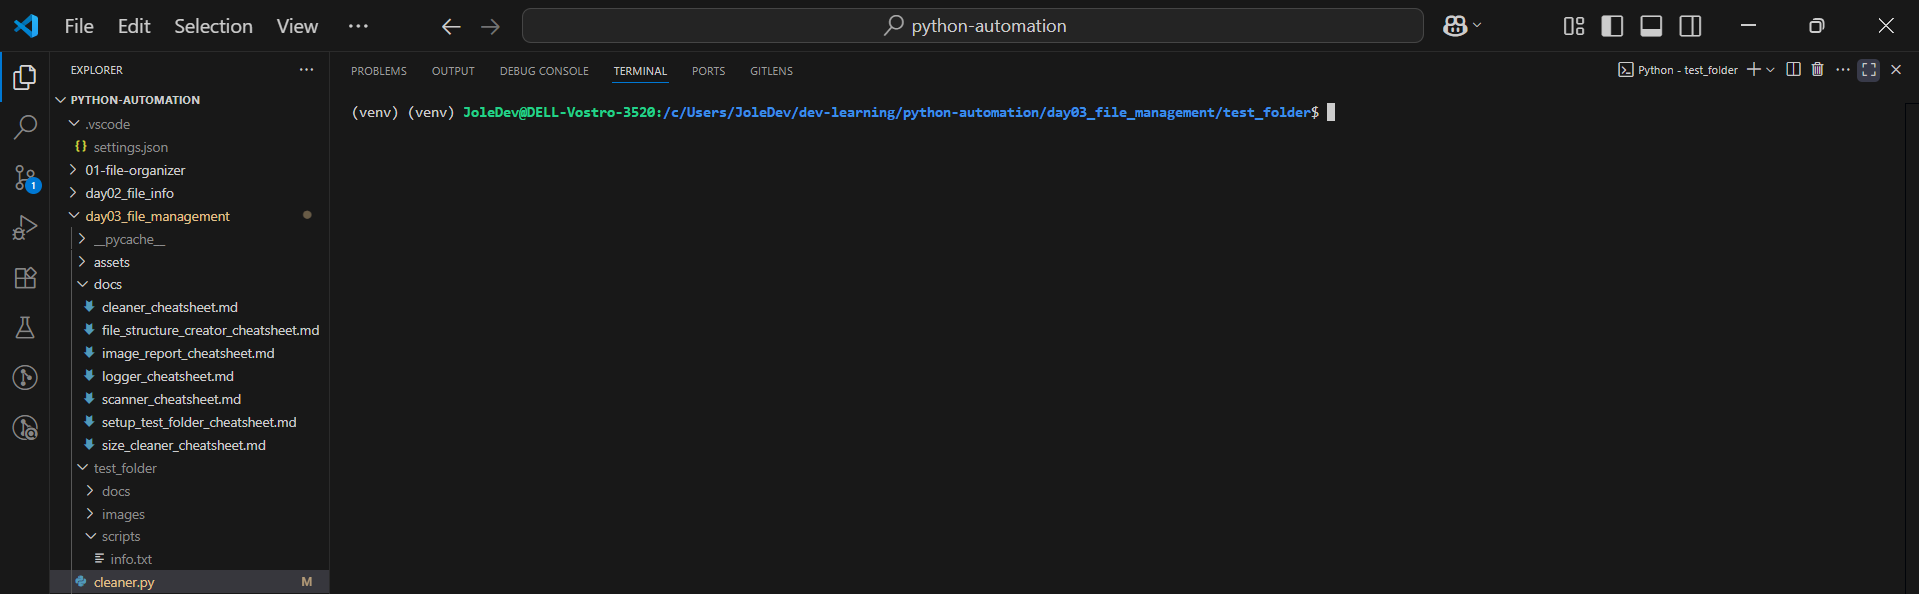 File Edit Selection View ···
python-automation
EXPLORER ···
PYTHON-AUTOMATION
.vscode
{} settings.json
01-file-organizer
day02_file_info
1
day03_file_management
__pycache__
assets
docs
cleaner_cheatsheet.md
file_structure_creator_cheatsheet.md
image_report_cheatsheet.md
logger_cheatsheet.md
scanner_cheatsheet.md
setup_test_folder_cheatsheet.md
size_cleaner_cheatsheet.md
test_folder
docs
images
scripts
info.txt
cleaner.py M
PROBLEMS OUTPUT DEBUG CONSOLE TERMINAL PORTS GITLENS
Python - test_folder
(venv) (venv) JoleDev@DELL-Vostro-3520:/c/Users/JoleDev/dev-learning/python-automation/day03_file_management/test_folder$